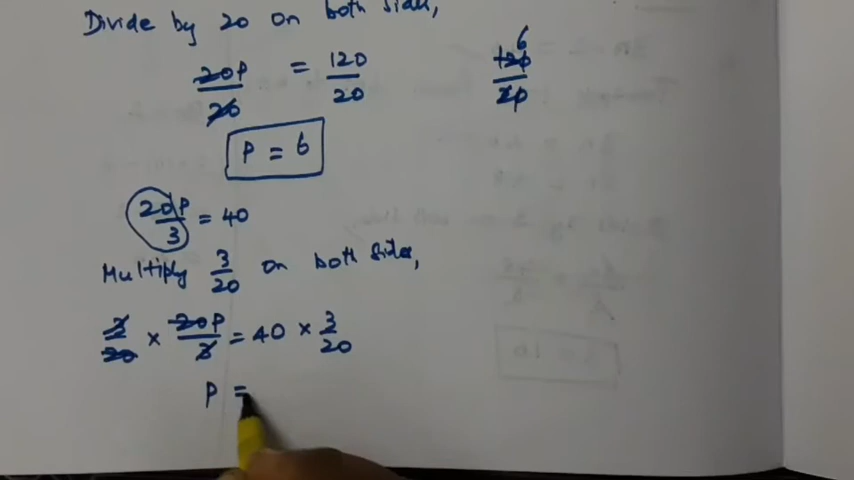 Divide by 20 on both sides,
20P/20 = 120/20 120/20 6
P = 6
20P/3 = 40
Multiply 3/20 on both sides,
3/20 × 20P/3 = 40 × 3/20
P =